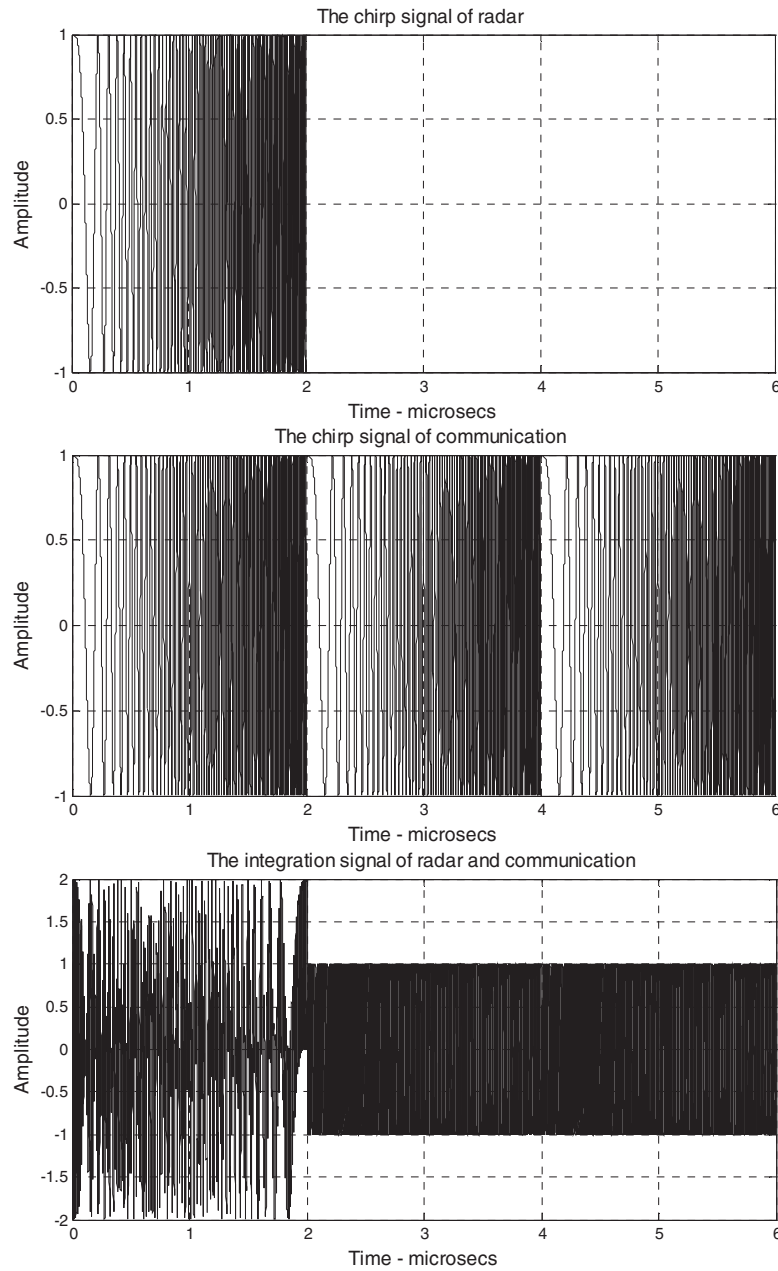 The chirp signal of radar
1
0.5
0
-0.5
-1
Amplitude
0 1 2 3 4 5 6
Time - microsecs
The chirp signal of communication
1
0.5
0
-0.5
-1
Amplitude
0 1 2 3 4 5 6
Time - microsecs
The integration signal of radar and communication
2
1.5
1
0.5
0
-0.5
-1
-1.5
-2
Amplitude
0 1 2 3 4 5 6
Time - microsecs